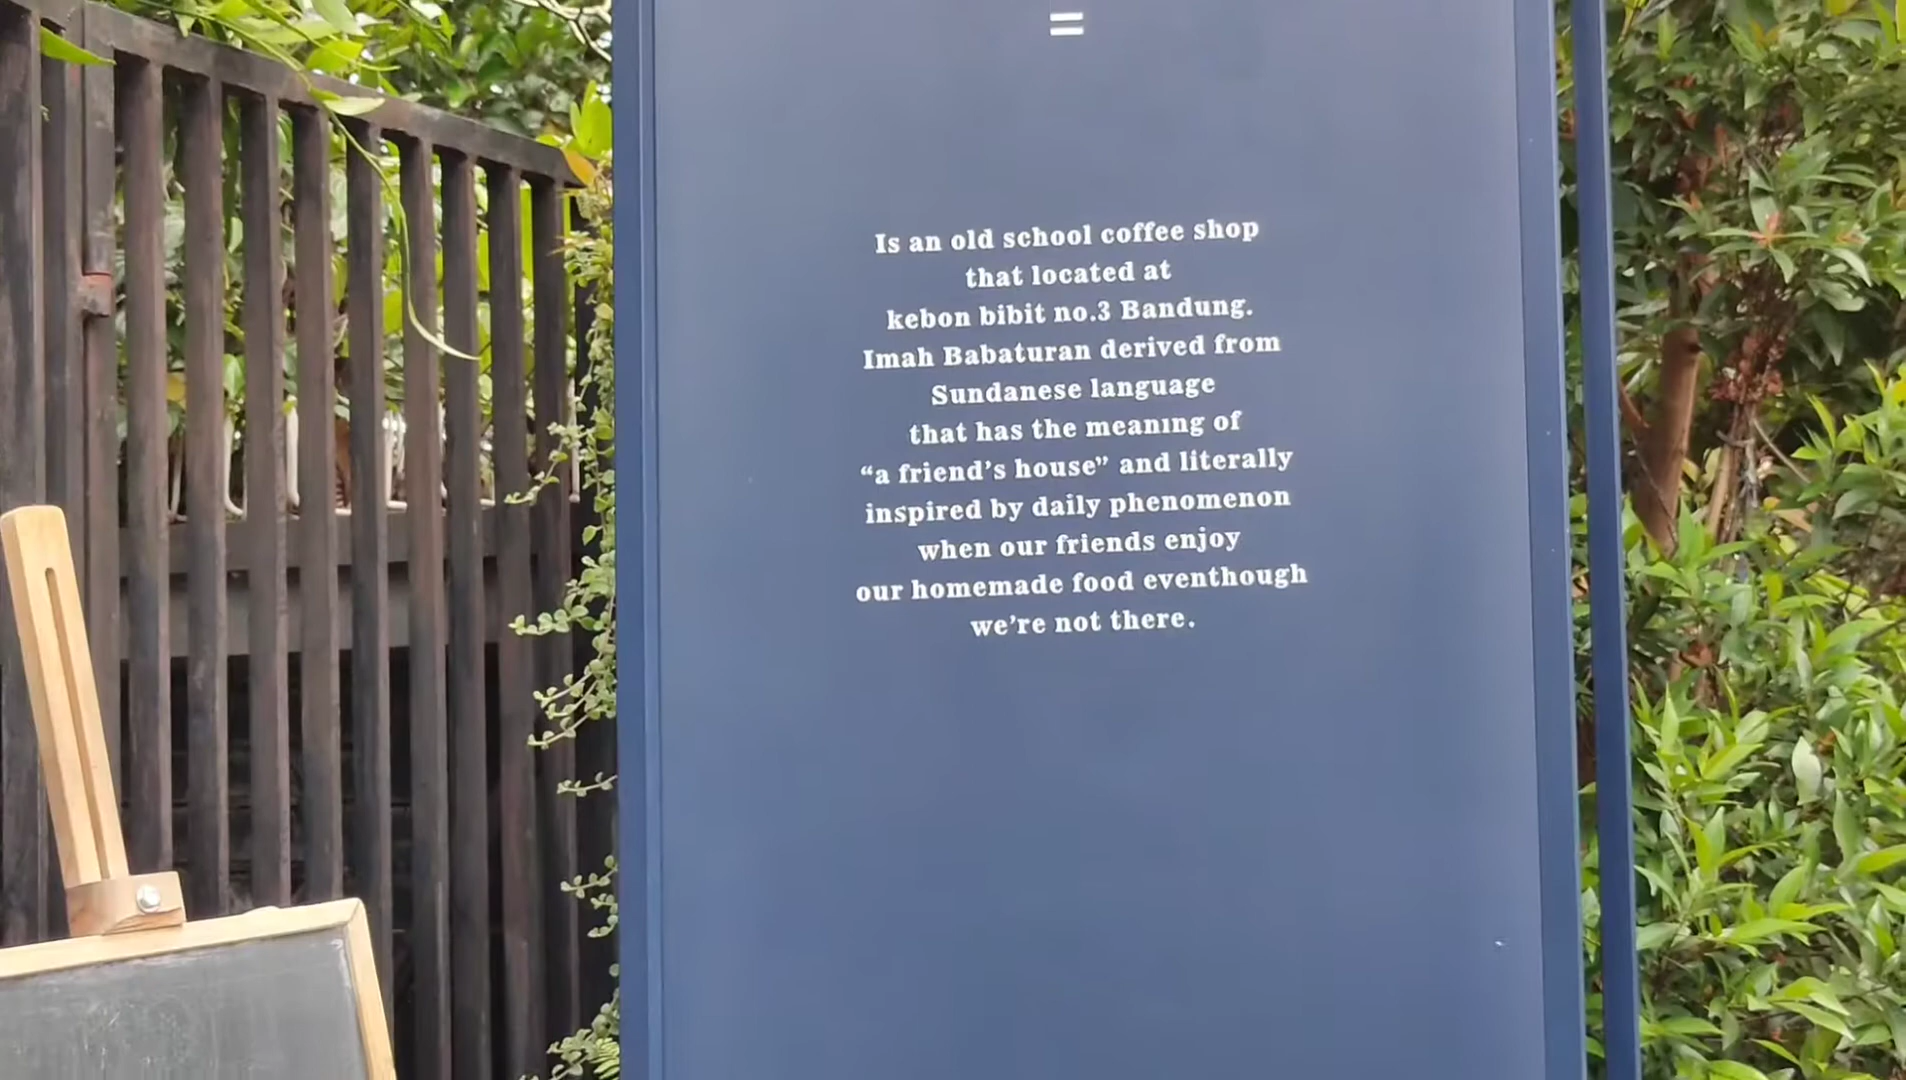 =
Is an old school coffee shop
that located at
kebon bibit no.3 Bandung.
Imah Babaturan derived from
Sundanese language
that has the meaning of
“a friend’s house” and literally
inspired by daily phenomenon
when our friends enjoy
our homemade food eventhough
we’re not there.